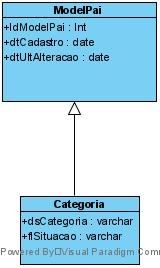 ModelPai
+IdModelPai : Int
+dtCadastro : date
+dtUltAlteracao : date
Categoria
+dsCategoria : varchar
+flSituacao : varchar
Powered By Visual Paradigm Com